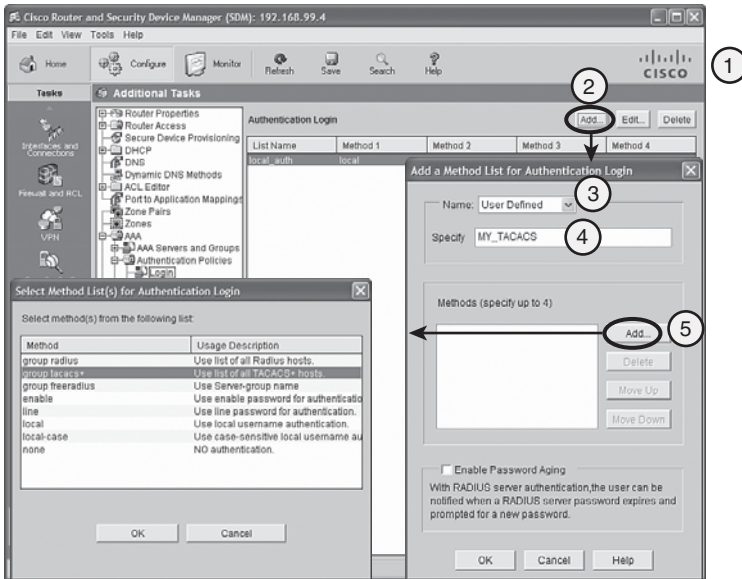 Cisco Router and Security Device Manager (SDM): 192.168.99.4
File Edit View Tools Help
Home Configure Monitor Refresh Save Search Help
CISCO
1
Tasks
Additional Tasks
2
Interfaces and Connections
Firewall and ACL
VPN
Router Properties
Router Access
Secure Device Provisioning
DHCP
DNS
Dynamic DNS Methods
ACL Editor
Port to Application Mappings
Zone Pairs
Zones
AAA
AAA Servers and Groups
Authentication Policies
Login
Authentication Login
Add... Edit... Delete
List Name Method 1 Method 2 Method 3 Method 4
local_auth local
Add a Method List for Authentication Login
Name: User Defined
3
Specify MY_TACACS
4
Methods (specify up to 4)
Add...
5
Delete
Move Up
Move Down
Enable Password Aging
With RADIUS server authentication,the user can be
notified when a RADIUS server password expires and
prompted for a new password.
OK Cancel Help
Select Method List(s) for Authentication Login
Select method(s) from the following list:
Method Usage Description
group radius Use list of all Radius hosts.
group tacacs+ Use list of all TACACS+ hosts.
group freeradius Use Server-group name
enable Use enable password for authenticatio
line Use line password for authentication.
local Use local username authentication.
local-case Use case-sensitive local username au
none NO authentication.
OK Cancel